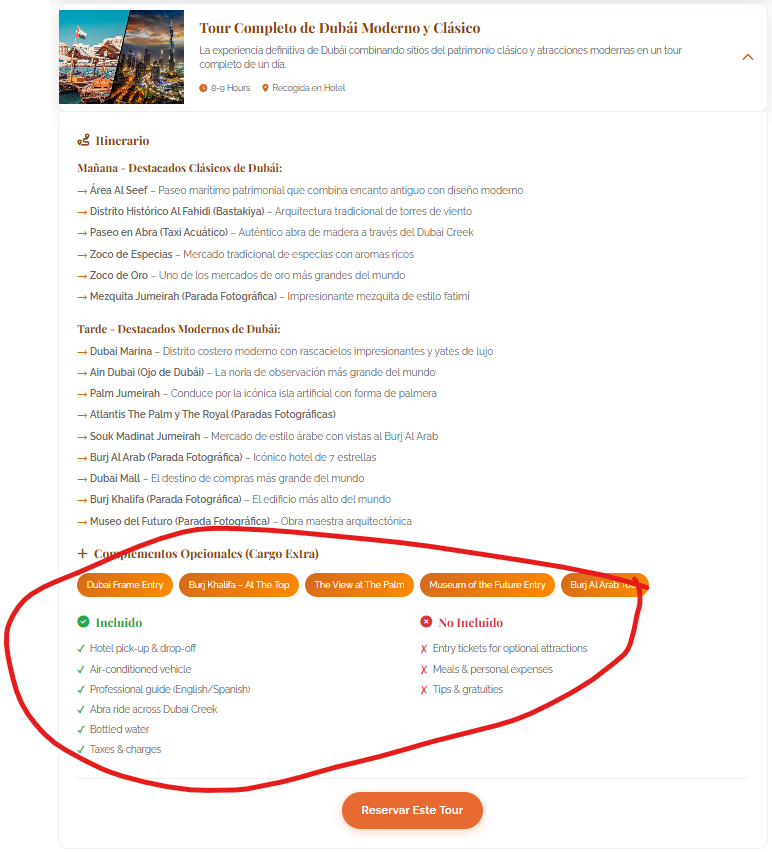 Tour Completo de Dubái Moderno y Clásico
La experiencia definitiva de Dubái combinando sitios del patrimonio clásico y atracciones modernas en un tour
completo de un día.
8-9 Hours Recogida en Hotel
Itinerario
Mañana - Destacados Clásicos de Dubái:
→ Área Al Seef – Paseo marítimo patrimonial que combina encanto antiguo con diseño moderno
→ Distrito Histórico Al Fahidi (Bastakiya) – Arquitectura tradicional de torres de viento
→ Paseo en Abra (Taxi Acuático) – Auténtico abra de madera a través del Dubai Creek
→ Zoco de Especias – Mercado tradicional de especias con aromas ricos
→ Zoco de Oro – Uno de los mercados de oro más grandes del mundo
→ Mezquita Jumeirah (Parada Fotográfica) – Impresionante mezquita de estilo fatimí
Tarde - Destacados Modernos de Dubái:
→ Dubai Marina – Distrito costero moderno con rascacielos impresionantes y yates de lujo
→ Ain Dubai (Ojo de Dubái) – La noria de observación más grande del mundo
→ Palm Jumeirah – Conduce por la icónica isla artificial con forma de palmera
→ Atlantis The Palm y The Royal (Paradas Fotográficas)
→ Souk Madinat Jumeirah – Mercado de estilo árabe con vistas al Burj Al Arab
→ Burj Al Arab (Parada Fotográfica) – Icónico hotel de 7 estrellas
→ Dubai Mall – El destino de compras más grande del mundo
→ Burj Khalifa (Parada Fotográfica) – El edificio más alto del mundo
→ Museo del Futuro (Parada Fotográfica) – Obra maestra arquitectónica
+ Complementos Opcionales (Cargo Extra)
Dubai Frame Entry Burj Khalifa – At The Top The View at The Palm Museum of the Future Entry Burj Al Arab
✓ Incluido
✓ Hotel pick-up & drop-off
✓ Air-conditioned vehicle
✓ Professional guide (English/Spanish)
✓ Abra ride across Dubai Creek
✓ Bottled water
✓ Taxes & charges
✗ No Incluido
✗ Entry tickets for optional attractions
✗ Meals & personal expenses
✗ Tips & gratuities
Reservar Este Tour